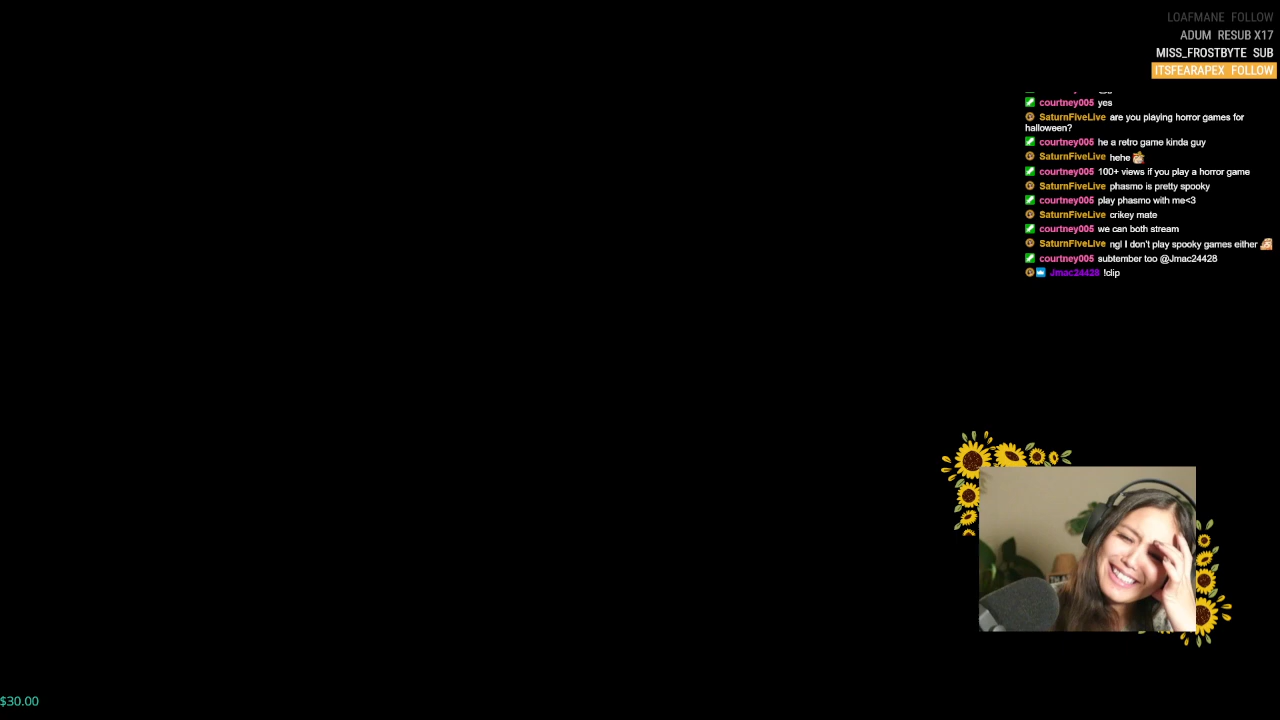 LOAFMANE FOLLOW
ADUM RESUB X17
MISS_FROSTBYTE SUB
ITSFEARAPEX FOLLOW
courtney005 yes
SaturnFiveLive are you playing horror games for
halloween?
courtney005 he a retro game kinda guy
SaturnFiveLive hehe
courtney005 100+ views if you play a horror game
SaturnFiveLive phasmo is pretty spooky
courtney005 play phasmo with me<3
SaturnFiveLive crikey mate
courtney005 we can both stream
SaturnFiveLive ngl I don't play spooky games either
courtney005 subtember too @Jmac24428
Jmac24428 !clip
$30.00